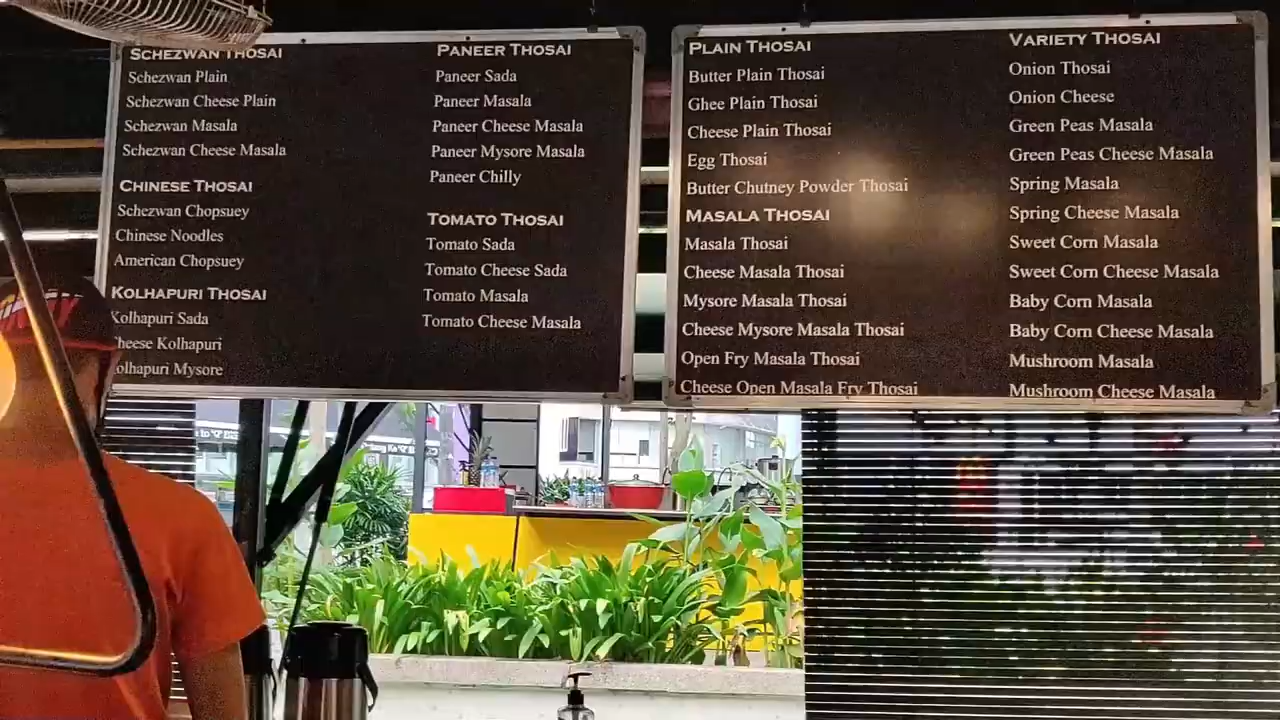 SCHEZWAN THOSAI
Schezwan Plain
Schezwan Cheese Plain
Schezwan Masala
Schezwan Cheese Masala
CHINESE THOSAI
Schezwan Chopsuey
Chinese Noodles
American Chopsuey
KOLHAPURI THOSAI
Kolhapuri Sada
Cheese Kolhapuri
Kolhapuri Mysore
PANEER THOSAI
Paneer Sada
Paneer Masala
Paneer Cheese Masala
Paneer Mysore Masala
Paneer Chilly
TOMATO THOSAI
Tomato Sada
Tomato Cheese Sada
Tomato Masala
Tomato Cheese Masala
PLAIN THOSAI
Butter Plain Thosai
Ghee Plain Thosai
Cheese Plain Thosai
Egg Thosai
Butter Chutney Powder Thosai
MASALA THOSAI
Masala Thosai
Cheese Masala Thosai
Mysore Masala Thosai
Cheese Mysore Masala Thosai
Open Fry Masala Thosai
Cheese Open Masala Fry Thosai
VARIETY THOSAI
Onion Thosai
Onion Cheese
Green Peas Masala
Green Peas Cheese Masala
Spring Masala
Spring Cheese Masala
Sweet Corn Masala
Sweet Corn Cheese Masala
Baby Corn Masala
Baby Corn Cheese Masala
Mushroom Masala
Mushroom Cheese Masala